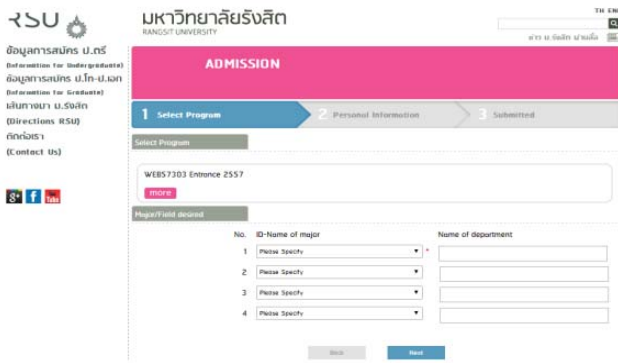 RSU
มหาวิทยาลัยรังสิต
RANGSIT UNIVERSITY
TH ENG
ข้อมูลการสมัคร ป.ตรี
(Information for Undergraduate)
ข้อมูลการสมัคร ป.โท-ป.เอก
(Information for Graduate)
เส้นทางมา ม.รังสิต
(Directions RSU)
ติดต่อเรา
(Contact Us)
ADMISSION
1 Select Program
2 Personal Information
3 Submitted
Select Program
WEBS7303 Entrance 2557
more
Major/Field desired
No. ID-Name of major Name of department
1 Please Specify *
2 Please Specify
3 Please Specify
4 Please Specify
Back Next